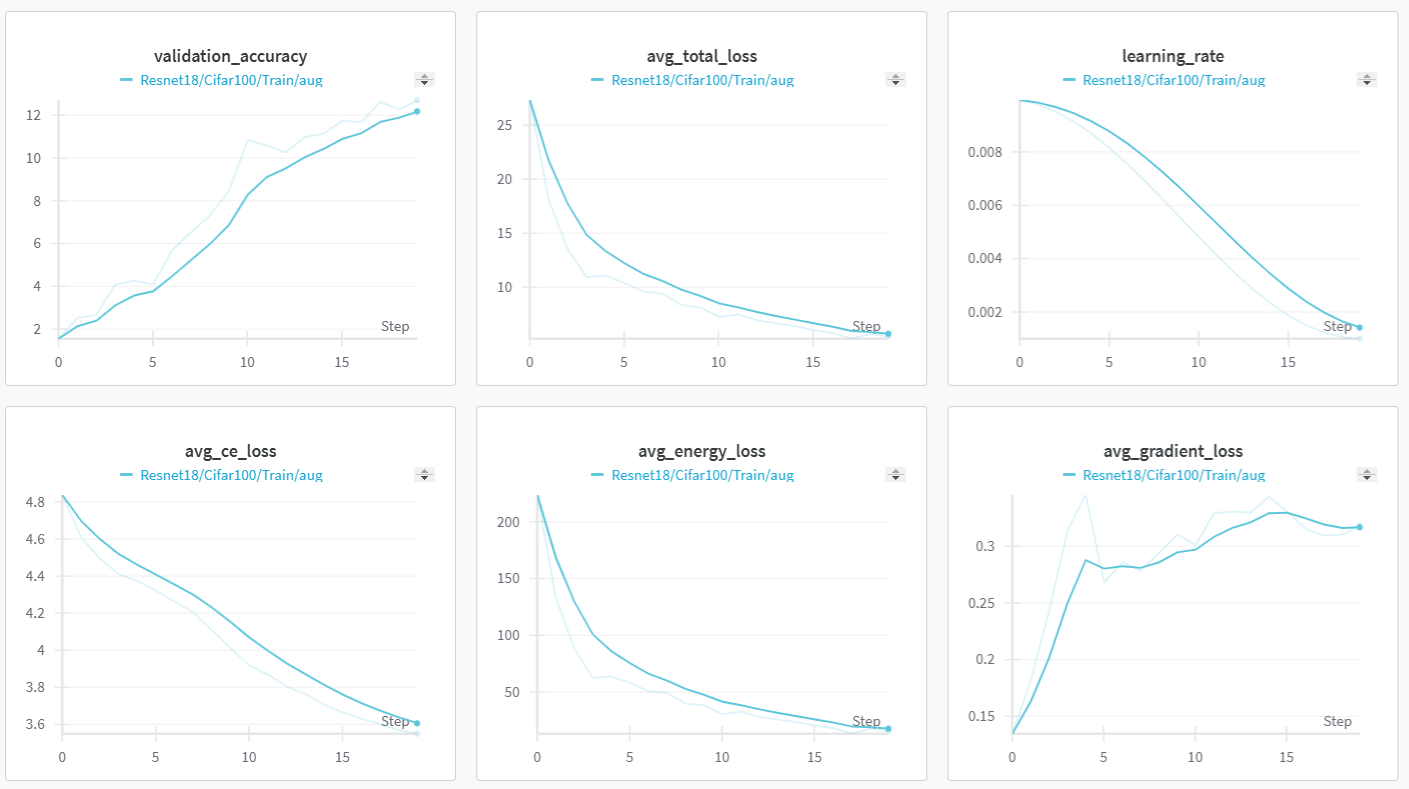 validation_accuracy
Resnet18/Cifar100/Train/aug
12
10
8
6
4
2
Step
0 5 10 15
avg_total_loss
Resnet18/Cifar100/Train/aug
25
20
15
10
Step
0 5 10 15
learning_rate
Resnet18/Cifar100/Train/aug
0.008
0.006
0.004
0.002
Step
0 5 10 15
avg_ce_loss
Resnet18/Cifar100/Train/aug
4.8
4.6
4.4
4.2
4
3.8
3.6
Step
0 5 10 15
avg_energy_loss
Resnet18/Cifar100/Train/aug
200
150
100
50
Step
0 5 10 15
avg_gradient_loss
Resnet18/Cifar100/Train/aug
0.3
0.25
0.2
0.15
Step
0 5 10 15